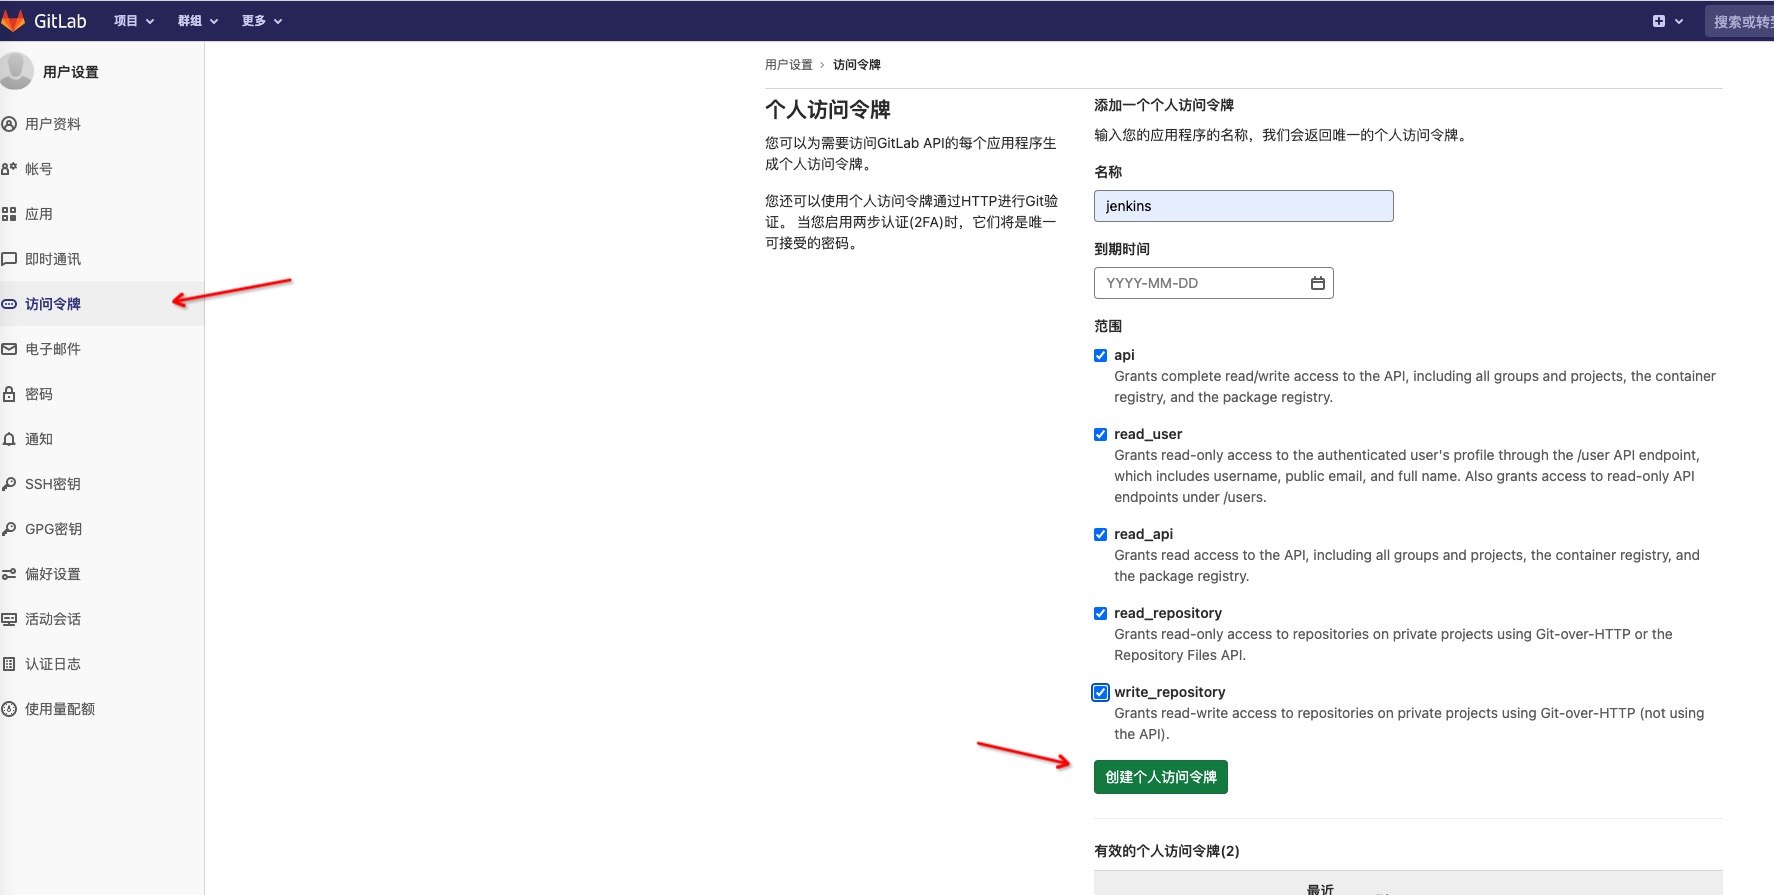 GitLab 项目 群组 更多 搜索或转到
用户设置
用户资料
帐号
应用
即时通讯
访问令牌
电子邮件
密码
通知
SSH密钥
GPG密钥
偏好设置
活动会话
认证日志
使用量配额
用户设置 › 访问令牌
个人访问令牌
您可以为需要访问GitLab API的每个应用程序生
成个人访问令牌。
您还可以使用个人访问令牌通过HTTP进行Git验
证。 当您启用两步认证(2FA)时，它们将是唯一
可接受的密码。
添加一个个人访问令牌
输入您的应用程序的名称，我们会返回唯一的个人访问令牌。
名称
jenkins
到期时间
YYYY-MM-DD
范围
api
Grants complete read/write access to the API, including all groups and projects, the container
registry, and the package registry.
read_user
Grants read-only access to the authenticated user's profile through the /user API endpoint,
which includes username, public email, and full name. Also grants access to read-only API
endpoints under /users.
read_api
Grants read access to the API, including all groups and projects, the container registry, and
the package registry.
read_repository
Grants read-only access to repositories on private projects using Git-over-HTTP or the
Repository Files API.
write_repository
Grants read-write access to repositories on private projects using Git-over-HTTP (not using
the API).
创建个人访问令牌
有效的个人访问令牌(2)
最近